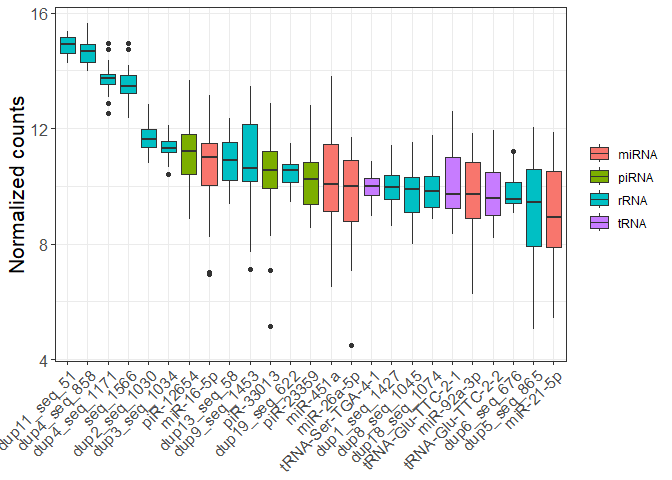 16
12
8
4
Normalized counts
dup11_seq_51
dup4_seq_858
dup4_seq_1171
seq_1566
dup2_seq_1030
dup3_seq_1034
piR-12654
miR-16-5p
dup13_seq_58
dup9_seq_1453
piR-33013
dup19_seq_622
piR-23359
miR-451a
miR-26a-5p
tRNA-Ser-TGA-4-1
dup1_seq_1427
dup8_seq_1045
dup18_seq_1074
tRNA-Glu-TTC-2-1
miR-92a-3p
tRNA-Glu-TTC-2-2
dup6_seq_676
dup5_seq_865
miR-21-5p
miRNA
piRNA
rRNA
tRNA